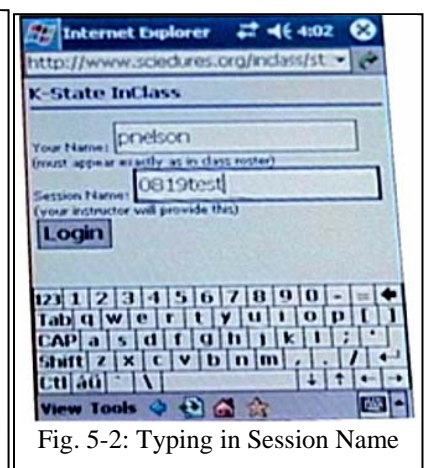 Internet Explorer 4:02
http://www.sciedures.org/inclass/st
K-State InClass
Your Name: pnelson
(must appear exactly as in class roster)
Session Name: 0819test
(your instructor will provide this)
Login
123 1 2 3 4 5 6 7 8 9 0 - =
Tab q w e r t y u i o p [ ]
CAP a s d f g h j k l ; '
Shift z x c v b n m , . /
Ctl áü ` \
View Tools
Fig. 5-2: Typing in Session Name